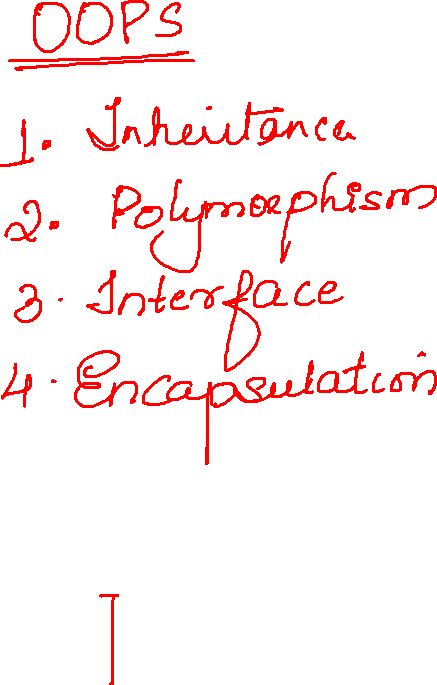 OOPS
1. Inheritance
2. Polymorphism
3. Interface
4. Encapsulation